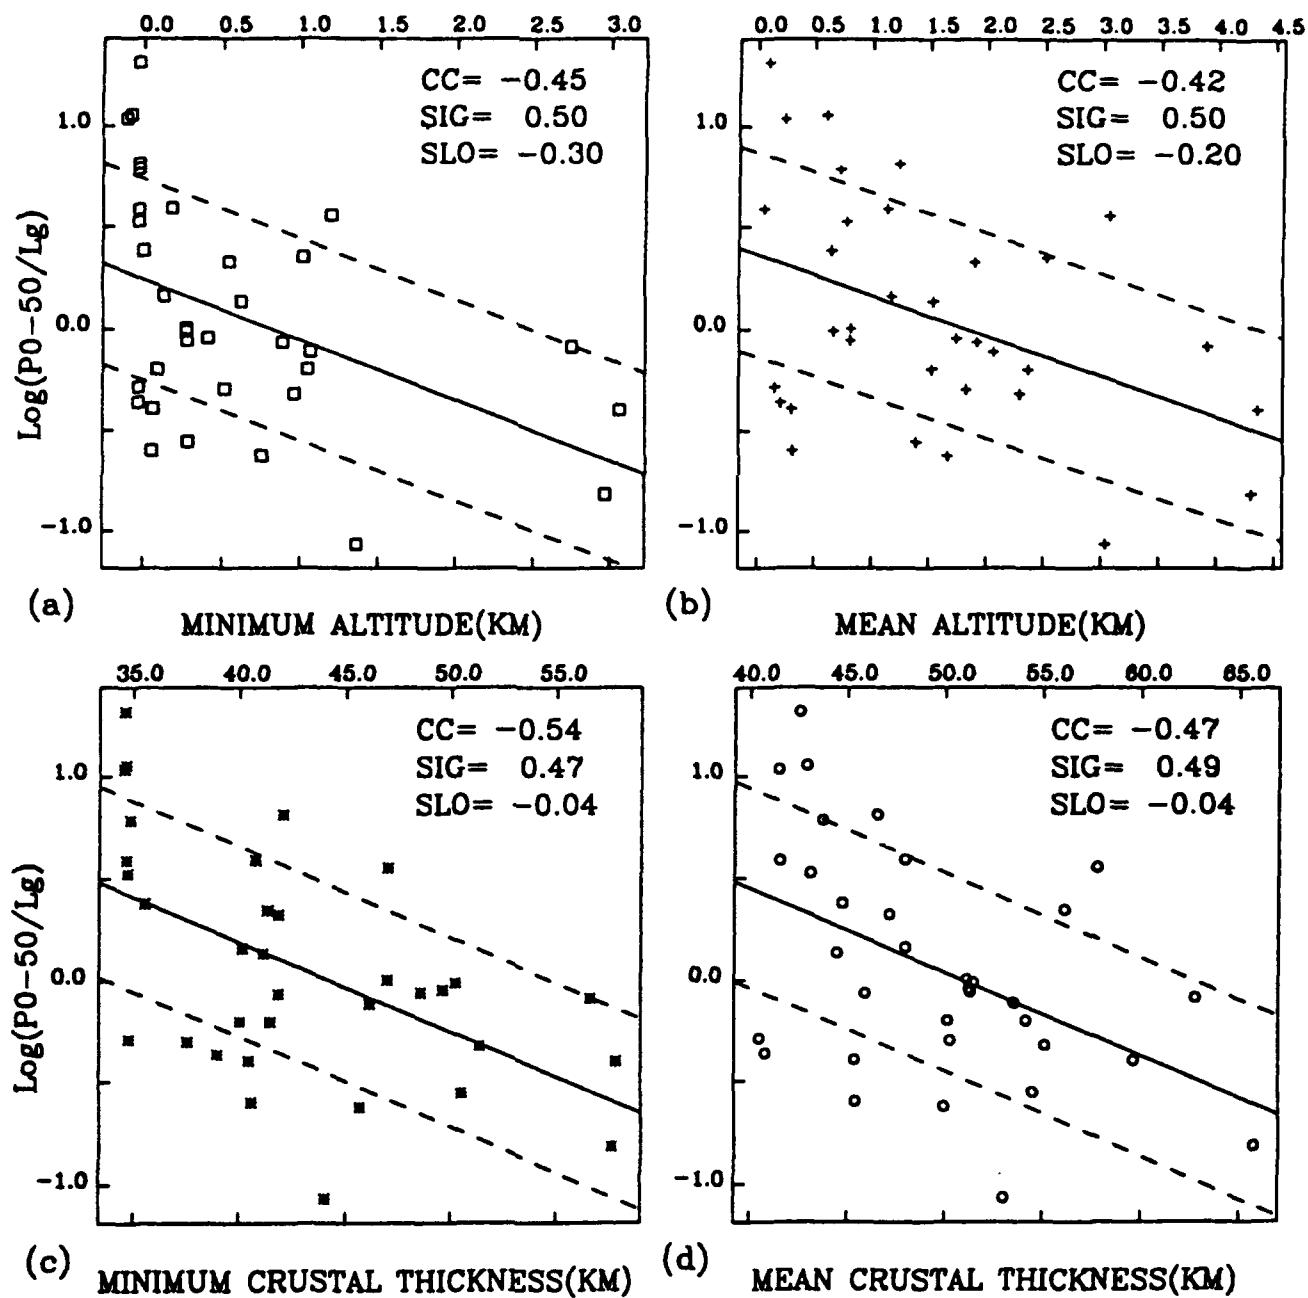 0.0 0.5 1.0 1.5 2.0 2.5 3.0
CC= -0.45
SIG= 0.50
SLO= -0.30
1.0
0.0
-1.0
Log(P0-50/Lg)
(a)
MINIMUM ALTITUDE(KM)
0.0 0.5 1.0 1.5 2.0 2.5 3.0 3.5 4.0 4.5
CC= -0.42
SIG= 0.50
SLO= -0.20
1.0
0.0
-1.0
(b)
MEAN ALTITUDE(KM)
35.0 40.0 45.0 50.0 55.0
CC= -0.54
SIG= 0.47
SLO= -0.04
1.0
0.0
-1.0
Log(P0-50/Lg)
(c)
MINIMUM CRUSTAL THICKNESS(KM)
40.0 45.0 50.0 55.0 60.0 65.0
CC= -0.47
SIG= 0.49
SLO= -0.04
1.0
0.0
-1.0
(d)
MEAN CRUSTAL THICKNESS(KM)